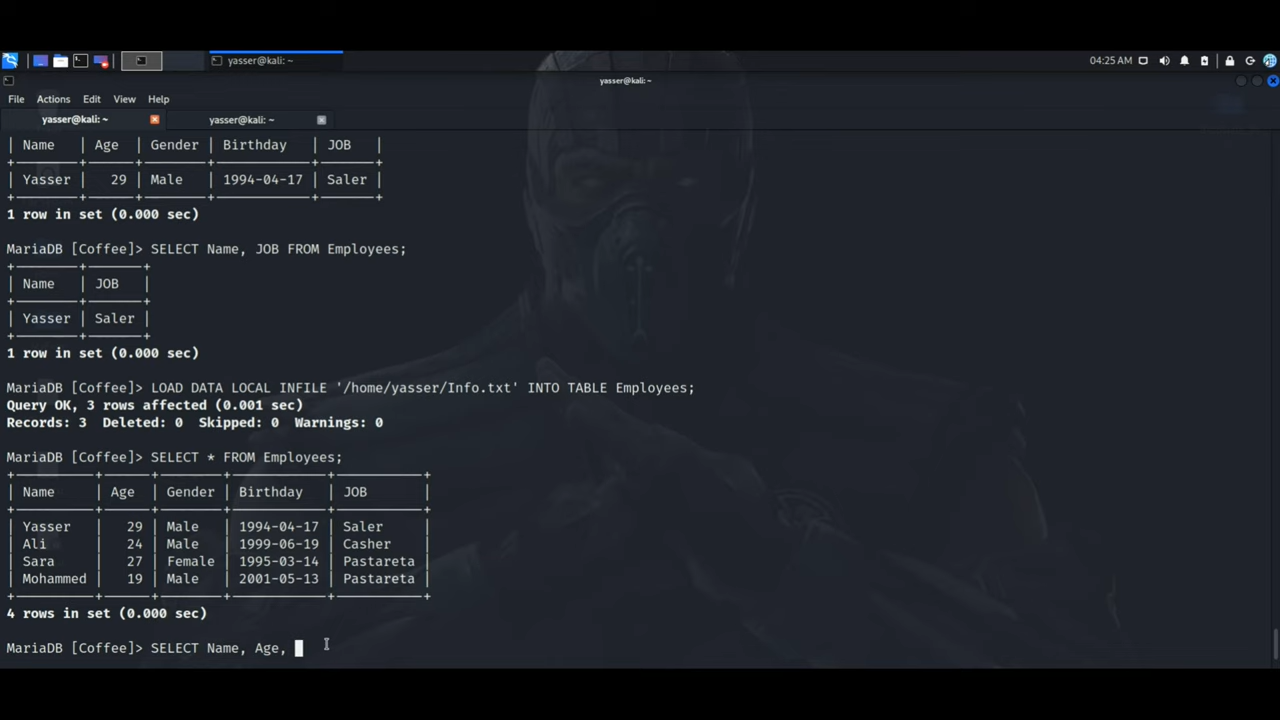 yasser@kali: ~
04:25 AM
yasser@kali: ~
File Actions Edit View Help
yasser@kali: ~ yasser@kali: ~
| Name | Age | Gender | Birthday | JOB |
| Yasser | 29 | Male | 1994-04-17 | Saler |
1 row in set (0.000 sec)
MariaDB [Coffee]> SELECT Name, JOB FROM Employees;
| Name | JOB |
| Yasser | Saler |
1 row in set (0.000 sec)
MariaDB [Coffee]> LOAD DATA LOCAL INFILE '/home/yasser/Info.txt' INTO TABLE Employees;
Query OK, 3 rows affected (0.001 sec)
Records: 3 Deleted: 0 Skipped: 0 Warnings: 0
MariaDB [Coffee]> SELECT * FROM Employees;
| Name | Age | Gender | Birthday | JOB |
| Yasser | 29 | Male | 1994-04-17 | Saler |
| Ali | 24 | Male | 1999-06-19 | Casher |
| Sara | 27 | Female | 1995-03-14 | Pastareta |
| Mohammed | 19 | Male | 2001-05-13 | Pastareta |
4 rows in set (0.000 sec)
MariaDB [Coffee]> SELECT Name, Age,